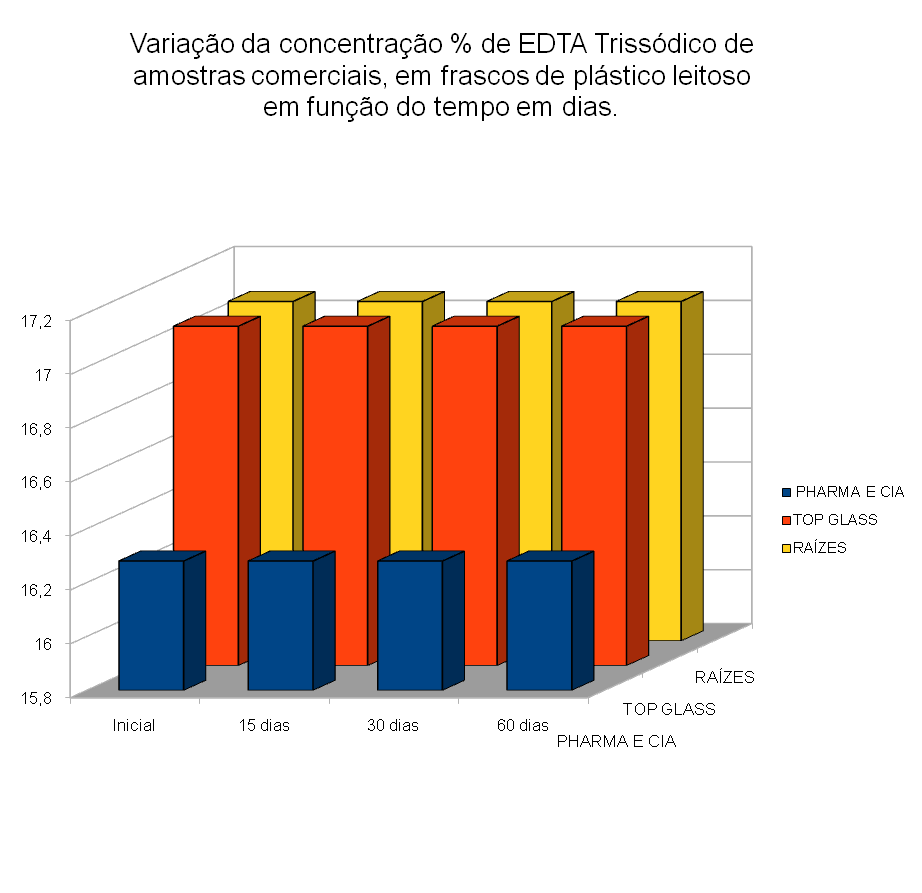 Variação da concentração % de EDTA Trissódico de
amostras comerciais, em frascos de plástico leitoso
em função do tempo em dias.
17,2
17
16,8
16,6
16,4
16,2
16
15,8
Inicial
15 dias
30 dias
60 dias
PHARMA E CIA
TOP GLASS
RAÍZES
PHARMA E CIA
TOP GLASS
RAÍZES